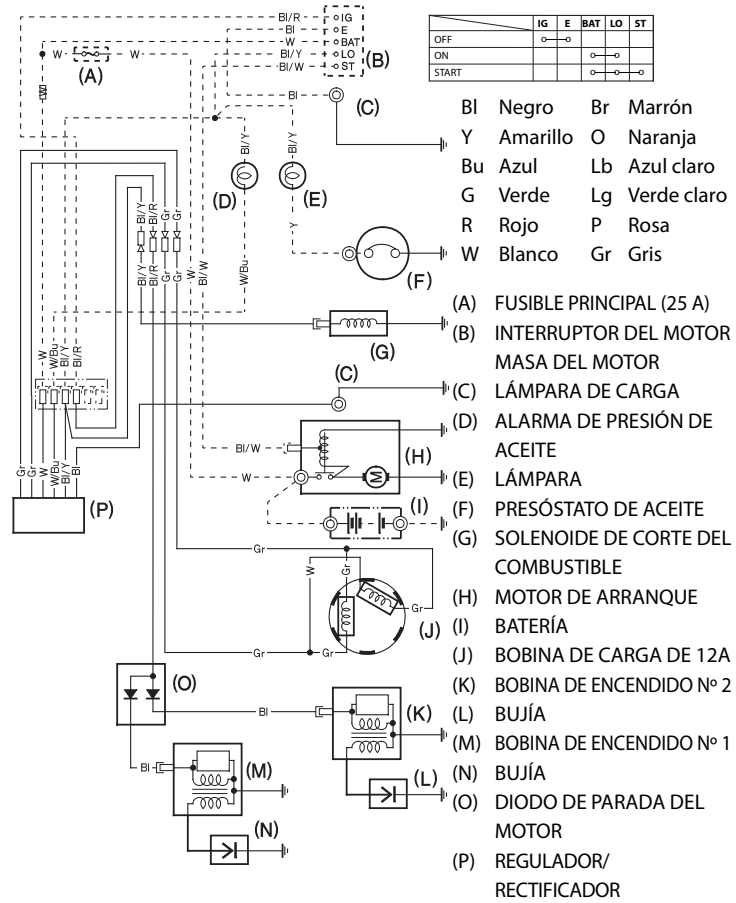 Bl/R IG
Bl E
W BAT
Bl/Y LO
Bl/W ST
(B)
IG E BAT LO ST
OFF
ON
START
W W
(A)
W
Bl (C)
Bl/Y Bl/Y
(D) (E)
Y
(F)
Bl Negro Br Marrón
Y Amarillo O Naranja
Bu Azul Lb Azul claro
G Verde Lg Verde claro
R Rojo P Rosa
W Blanco Gr Gris
Bl/Y Bl/R Gr Gr
Bl/Y Bl/R Gr Gr
W Bl/W W/Bu
(G)
(C)
W W/Bu Bl/Y Bl/R
Bl/W (H)
M
W
Gr Gr W W/Bu Bl/Y Bl
(P)
(I)
Gr
W Gr Gr
(J)
Gr Gr
(O)
Bl (K)
Bl (M)
(L)
(N)
(A) FUSIBLE PRINCIPAL (25 A)
(B) INTERRUPTOR DEL MOTOR
MASA DEL MOTOR
(C) LÁMPARA DE CARGA
(D) ALARMA DE PRESIÓN DE
ACEITE
(E) LÁMPARA
(F) PRESÓSTATO DE ACEITE
(G) SOLENOIDE DE CORTE DEL
COMBUSTIBLE
(H) MOTOR DE ARRANQUE
(I) BATERÍA
(J) BOBINA DE CARGA DE 12A
(K) BOBINA DE ENCENDIDO Nº 2
(L) BUJÍA
(M) BOBINA DE ENCENDIDO Nº 1
(N) BUJÍA
(O) DIODO DE PARADA DEL
MOTOR
(P) REGULADOR/
RECTIFICADOR